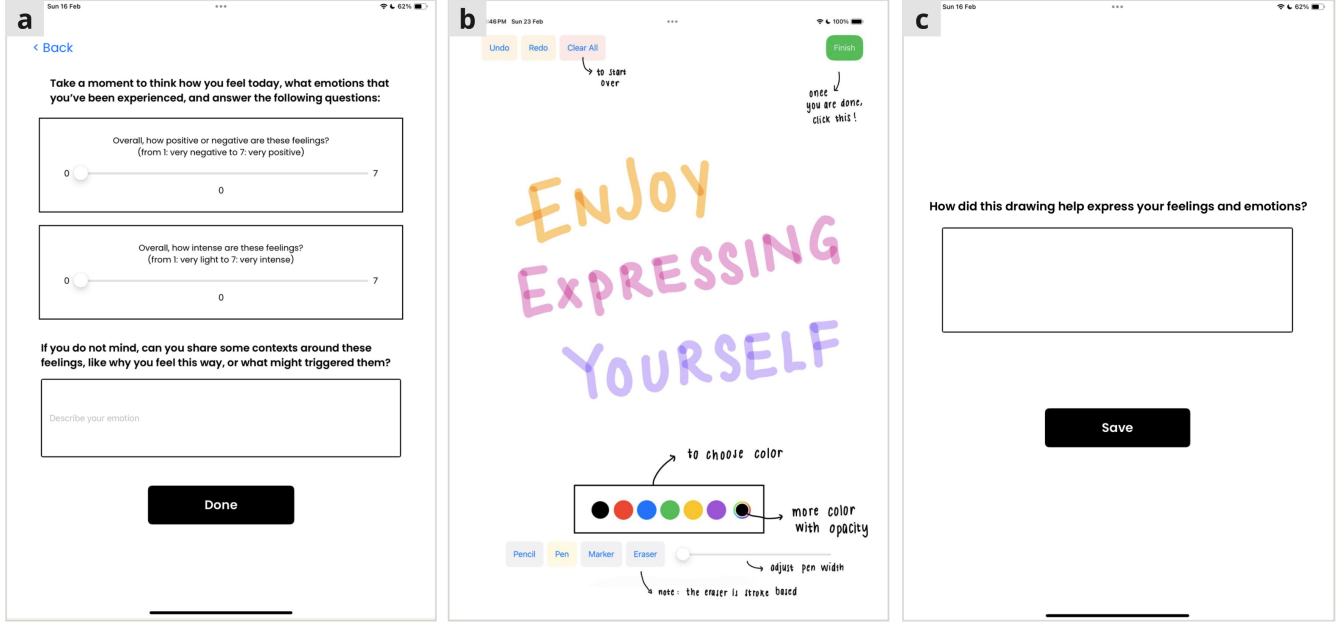 a
Sun 16 Feb
62%
< Back
Take a moment to think how you feel today, what emotions that
you've been experienced, and answer the following questions:
Overall, how positive or negative are these feelings?
(from 1: very negative to 7: very positive)
0
7
0
Overall, how intense are these feelings?
(from 1: very light to 7: very intense)
0
7
0
If you do not mind, can you share some contexts around these
feelings, like why you feel this way, or what might triggered them?
Describe your emotion
Done
b
:46 PM Sun 23 Feb
100%
Undo
Redo
Clear All
Finish
to start
over
once
you are done,
click this!
ENJOY
EXPRESSING
YOURSELF
to choose color
more color
with opacity
Pencil
Pen
Marker
Eraser
adjust pen width
note: the eraser is stroke based
c
Sun 16 Feb
62%
How did this drawing help express your feelings and emotions?
Save